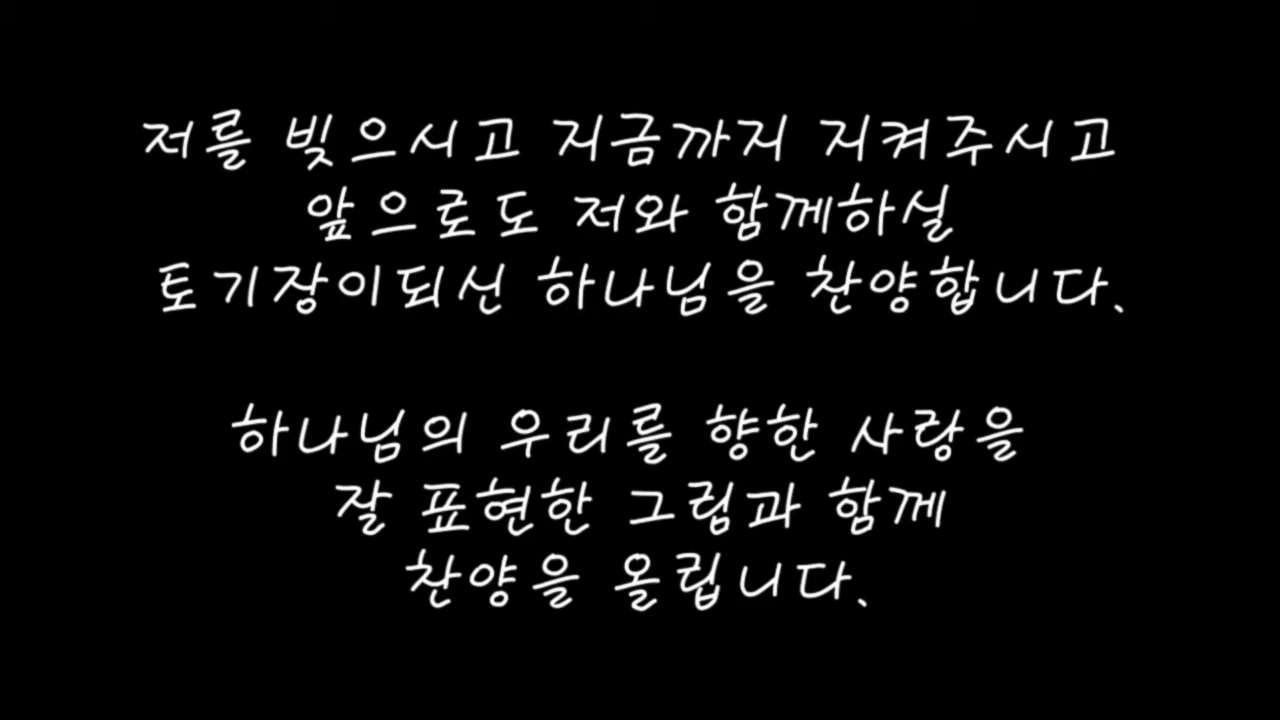 저를 빚으시고 지금까지 지켜주시고
앞으로도 저와 함께하실
토기장이되신 하나님을 찬양합니다.
하나님의 우리를 향한 사랑을
잘 표현한 그림과 함께
찬양을 올립니다.